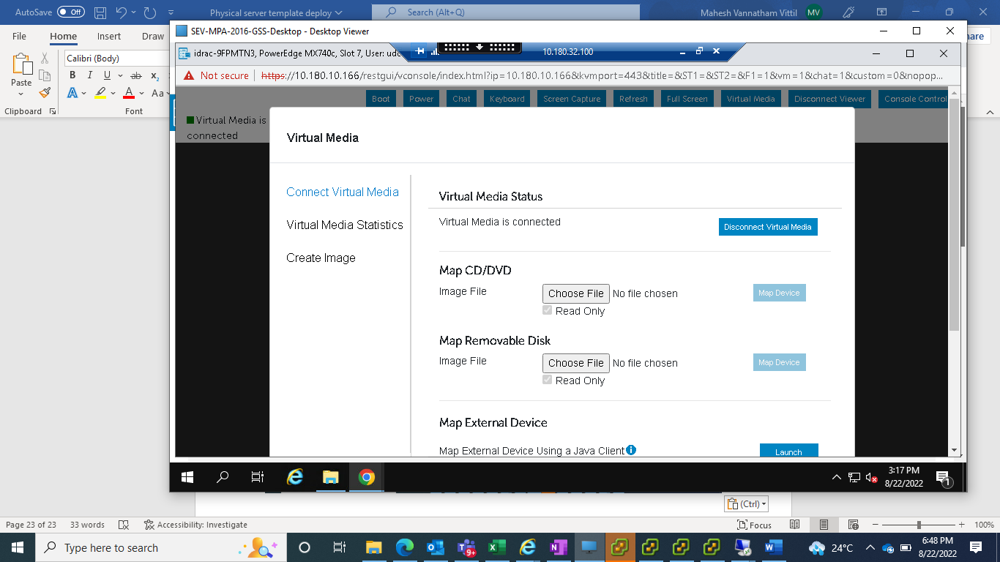 AutoSave Off Physical server template deploy Search (Alt+Q) Mahesh Vannatham Vittil MV
File Home Insert Draw
Calibri (Body)
Paste
B I U ab x2
A A Aa
Clipboard Font
SEV-MPA-2016-GSS-Desktop - Desktop Viewer
idrac-9FPMTN3, PowerEdge MX740c, Slot 7, User: 10.180.32.100
Not secure https://10.180.10.166/restgui/vconsole/index.html?ip=10.180.10.166&kvmport=443&title=&ST1=&ST2=&F1=1&vm=1&chat=1&custom=0&nopop...
Boot Power Chat Keyboard Screen Capture Refresh Full Screen Virtual Media Disconnect Viewer Console Control
Virtual Media is
connected
Virtual Media
Connect Virtual Media
Virtual Media Statistics
Create Image
Virtual Media Status
Virtual Media is connected Disconnect Virtual Media
Map CD/DVD
Image File Choose File No file chosen Map Device
Read Only
Map Removable Disk
Image File Choose File No file chosen Map Device
Read Only
Map External Device
Map External Device Using a Java Client Launch
3:17 PM
8/22/2022
1
(Ctrl)
Page 23 of 23 33 words Accessibility: Investigate Focus 100%
Type here to search 9+ 24°C
6:48 PM
8/22/2022